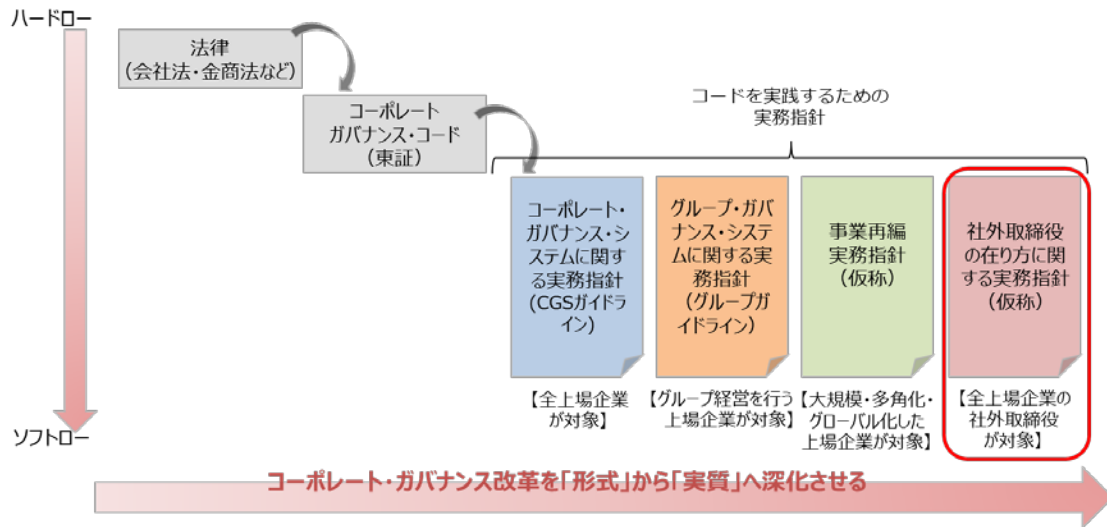 ハードロー
法律
(会社法・金商法など)
コーポレート
ガバナンス・コード
(東証)
コードを実践するための
実務指針
コーポレート・
ガバナンス・シ
ステムに関す
る実務指針
(CGSガイドラ
イン)
グループ・ガバ
ナンス・システ
ムに関する実
務指針
(グループガ
イドライン)
事業再編
実務指針
(仮称)
社外取締役
の在り方に関
する実務指針
(仮称)
【全上場企業
が対象】
【グループ経営を行う
上場企業が対象】
【大規模・多角化・
グローバル化した
上場企業が対象】
【全上場企業の
社外取締役
が対象】
ソフトロー
コーポレート・ガバナンス改革を「形式」から「実質」へ深化させる